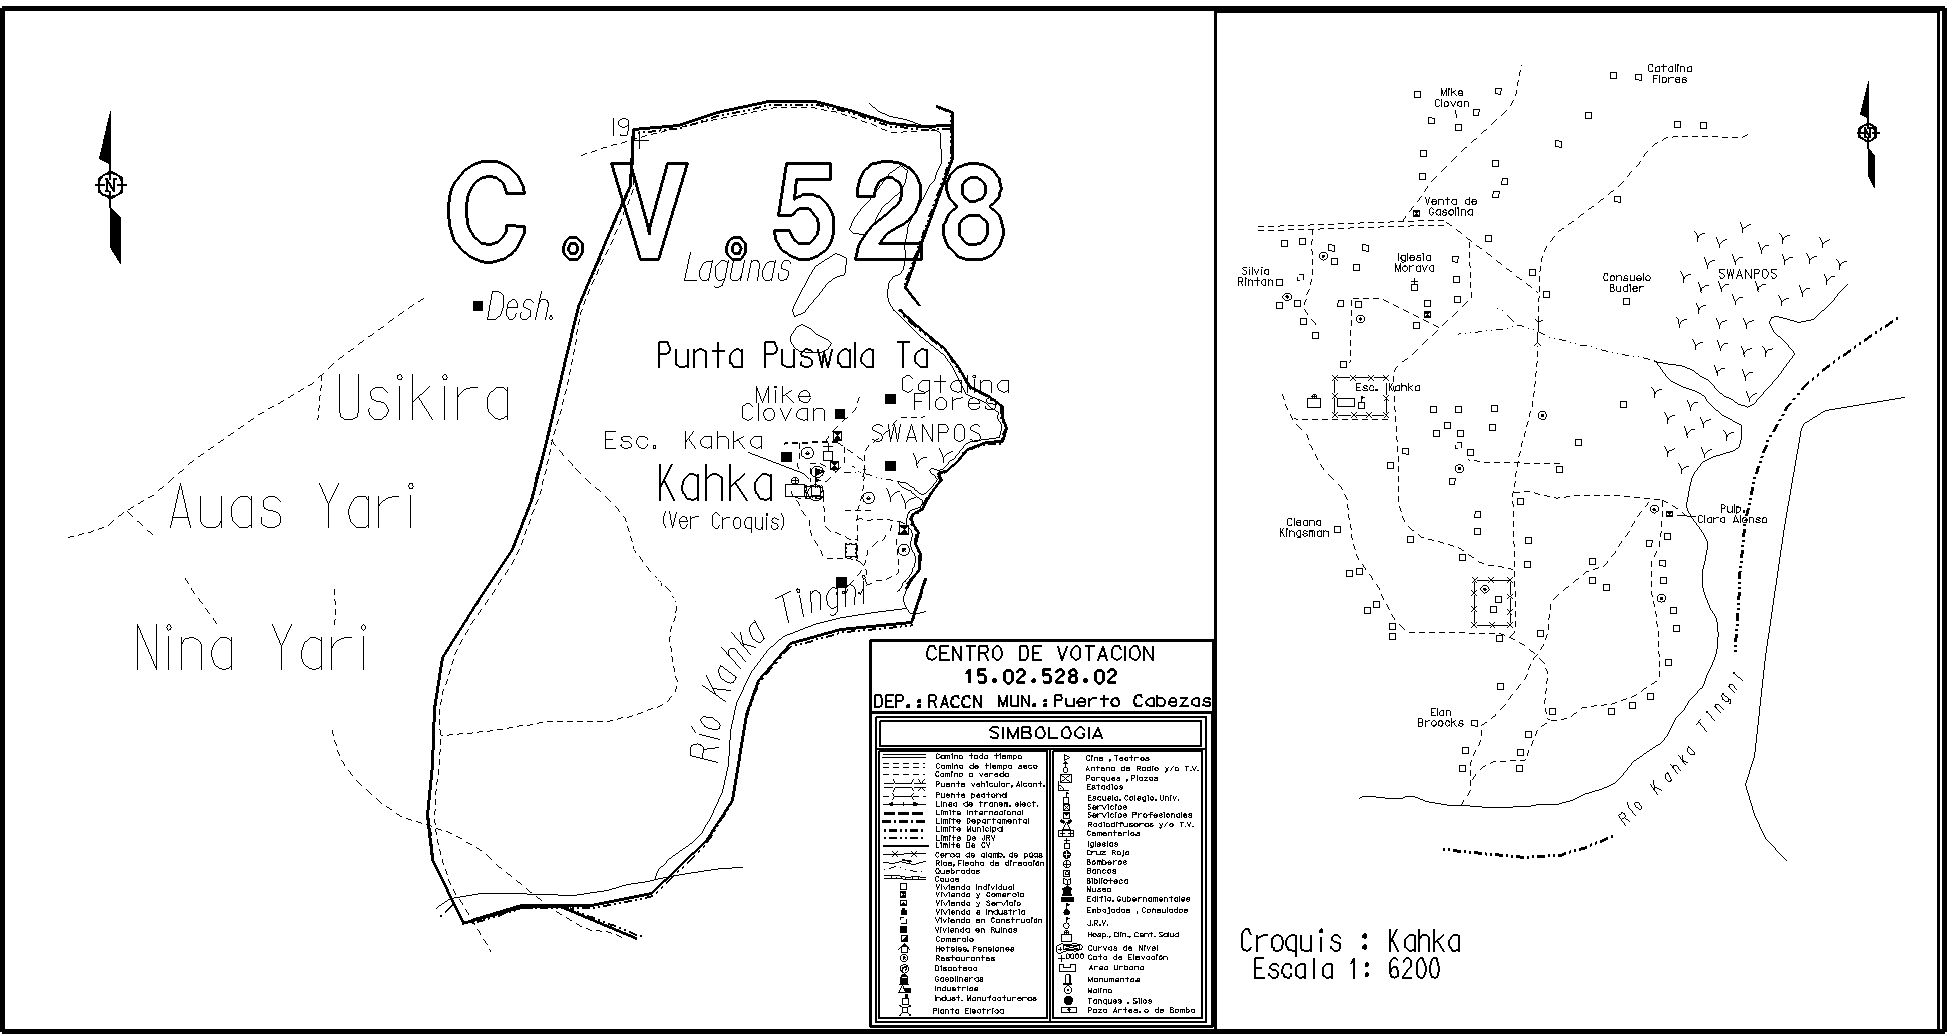 19
C.V.528
Lagunas
Desh.
Punta Puswala Ta
Usikira
Mike
Clovan
Catalina
Flores
Esc. Kahka
SWANPOS
Kahka
(Ver Croquis)
Auas Yari
Nina Yari
Río Kahka Tingni
N
CENTRO DE VOTACION
15.02.528.02
DEP.: RACCN MUN.: Puerto Cabezas
SIMBOLOGIA
Camino todo tiempo
Camino de tiempo seco
Camino o vereda
Puente vehicular, Alcant.
Puente peatonal
Linea de transm. elect.
Limite Internacional
Limite Departamental
Limite Municipal
Limite De JRV
Limite De CV
Cerca de alamb. de púas
Rios, Flecha de dirección
Quebradas
Cauce
Vivienda Individual
Vivienda y Comercio
Vivienda y Servicio
Vivienda e Industria
Vivienda en Construción
Vivienda en Ruinas
Comercio
Hoteles, Pensiones
Restaurantes
Discoteca
Gasolineras
Industrias
Indust. Manufactureras
Planta Electrica
Cine, Teatros
Antena de Radio y/o T.V.
Parques, Plazas
Estadios
Escuela, Colegio, Univ.
Servicios
Servicios Profesionales
Radiodifusoras y/o T.V.
Cementerios
Iglesias
Cruz Roja
Bomberos
Bancos
Biblioteca
Museo
Edific. Gubernamentales
Embajadas, Consulados
J.R.V.
Hosp., Clin., Cent. Salud
Curvas de Nivel
Cota de Elevación
Area Urbana
Monumentos
Molino
Tanques, Silos
Pozo Artes. o de Bomba
Catalina
Flores
Mike
Clovan
N
Venta de
Gasolina
Iglesia
Morava
Silvia
Rintan
Consuelo
Budier
SWANPOS
Esc. Kahka
Cleana
Kingsman
Pulp.
Clara Alonso
Elan
Broocks
Río Kahka Tingni
Croquis : Kahka
Escala 1: 6200